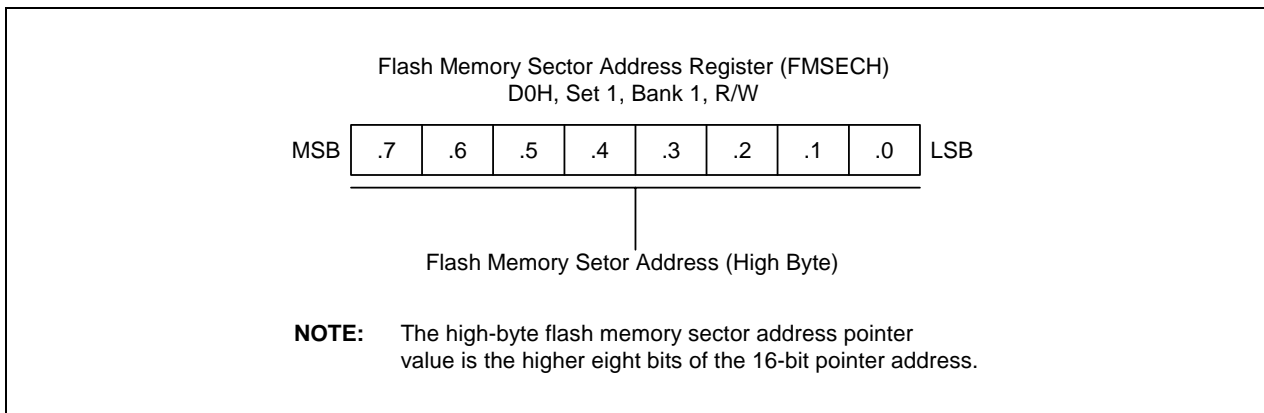 Flash Memory Sector Address Register (FMSECH)
D0H, Set 1, Bank 1, R/W
MSB .7 .6 .5 .4 .3 .2 .1 .0 LSB
Flash Memory Setor Address (High Byte)
NOTE: The high-byte flash memory sector address pointer
value is the higher eight bits of the 16-bit pointer address.